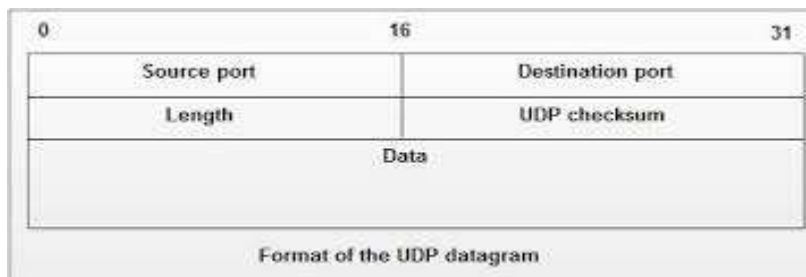 0 16 31
Source port Destination port
Length UDP checksum
Data
Format of the UDP datagram